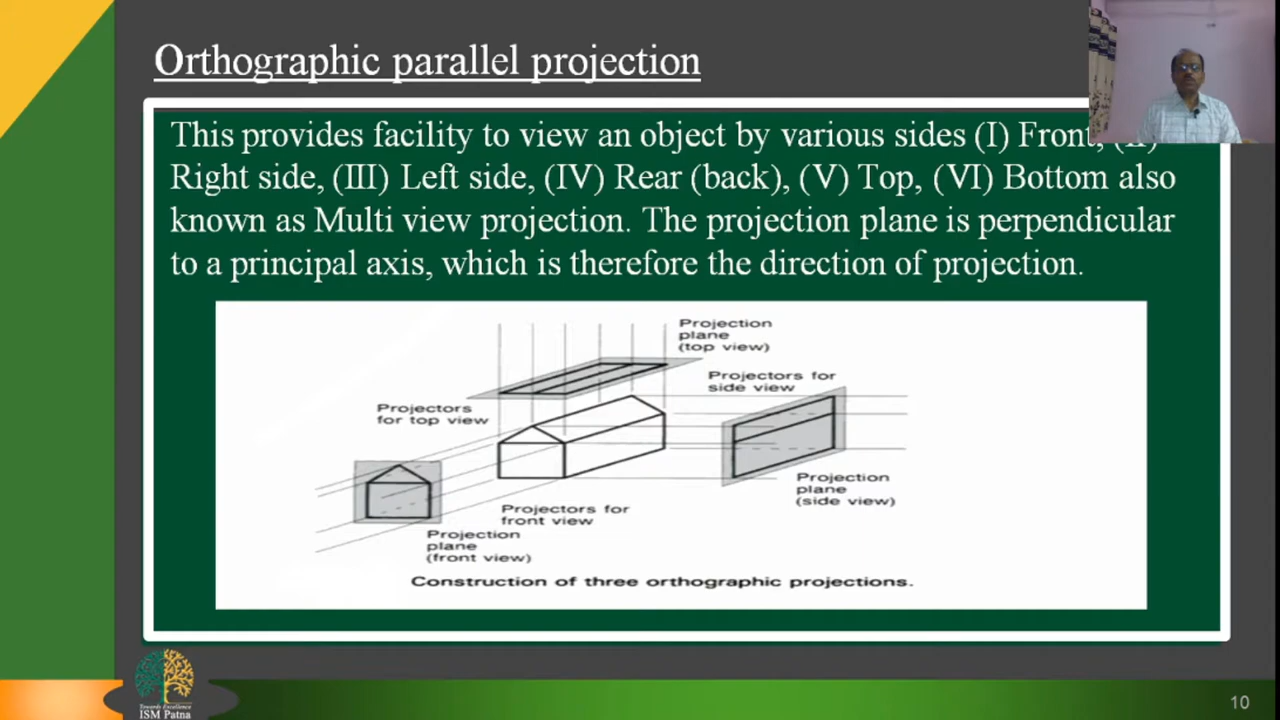 Orthographic parallel projection
This provides facility to view an object by various sides (I) Front, (II)
Right side, (III) Left side, (IV) Rear (back), (V) Top, (VI) Bottom also
known as Multi view projection. The projection plane is perpendicular
to a principal axis, which is therefore the direction of projection.
Projection
plane
(top view)
Projectors for
side view
Projectors
for top view
Projection
plane
(side view)
Projectors for
front view
Projection
plane
(front view)
Construction of three orthographic projections.
Towards Excellence
ISM Patna
10